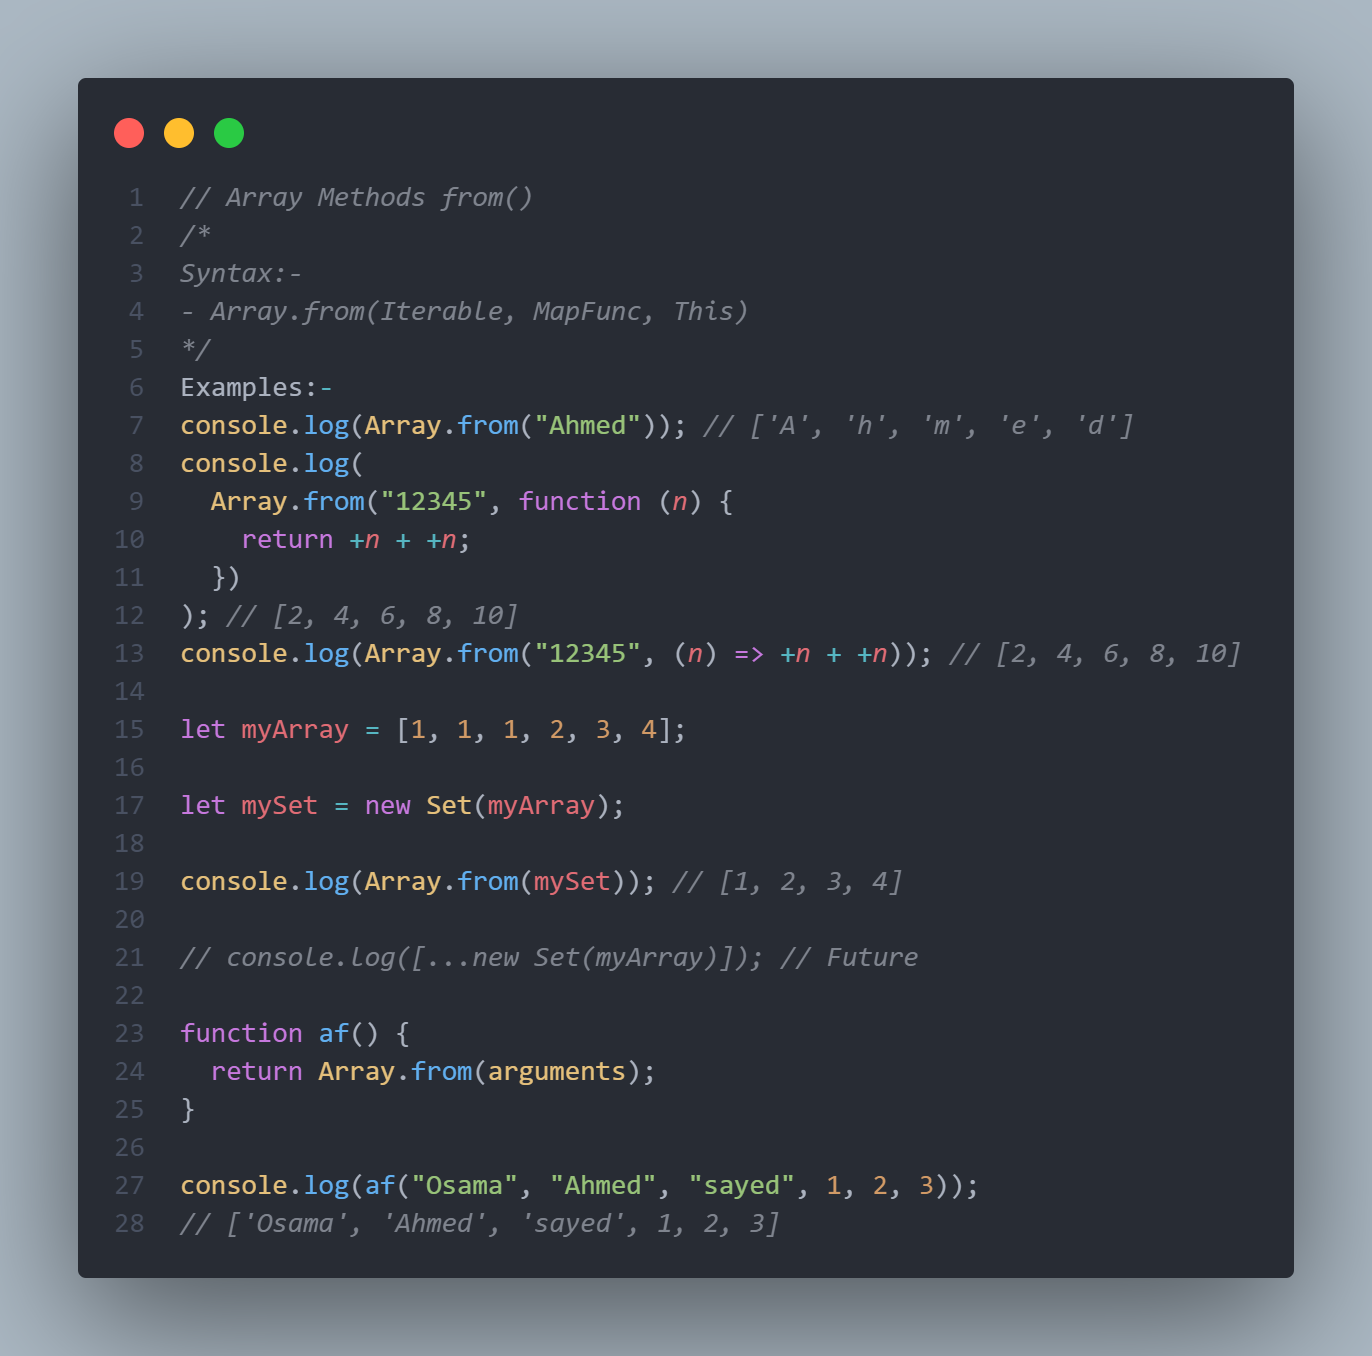 1 // Array Methods from()
2 /*
3 Syntax:-
4 - Array.from(Iterable, MapFunc, This)
5 */
6 Examples:-
7 console.log(Array.from("Ahmed")); // ['A', 'h', 'm', 'e', 'd']
8 console.log(
9   Array.from("12345", function (n) {
10     return +n + +n;
11   })
12 ); // [2, 4, 6, 8, 10]
13 console.log(Array.from("12345", (n) => +n + +n)); // [2, 4, 6, 8, 10]
14
15 let myArray = [1, 1, 1, 2, 3, 4];
16
17 let mySet = new Set(myArray);
18
19 console.log(Array.from(mySet)); // [1, 2, 3, 4]
20
21 // console.log([...new Set(myArray)]); // Future
22
23 function af() {
24   return Array.from(arguments);
25 }
26
27 console.log(af("Osama", "Ahmed", "sayed", 1, 2, 3));
28 // ['Osama', 'Ahmed', 'sayed', 1, 2, 3]